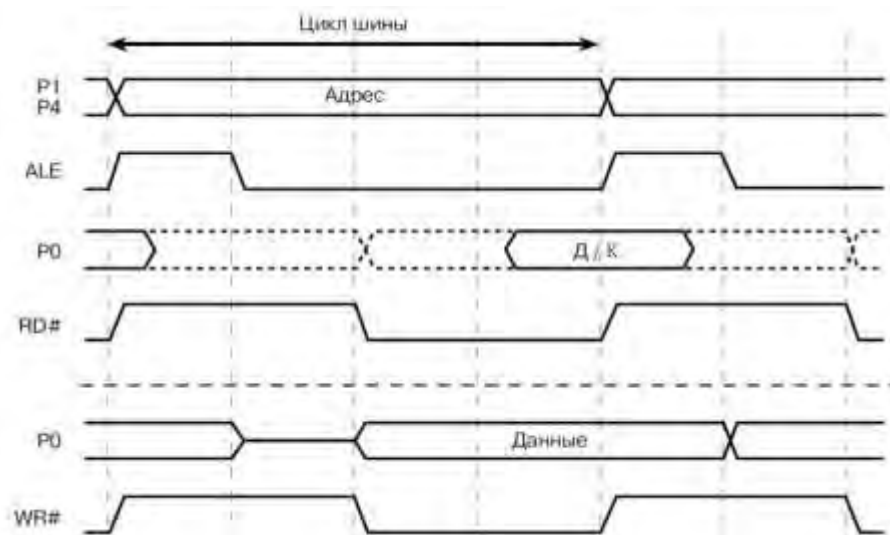 Цикл шины
P1
P4
Адрес
ALE
P0
Д / К
RD#
P0
Данные
WR#